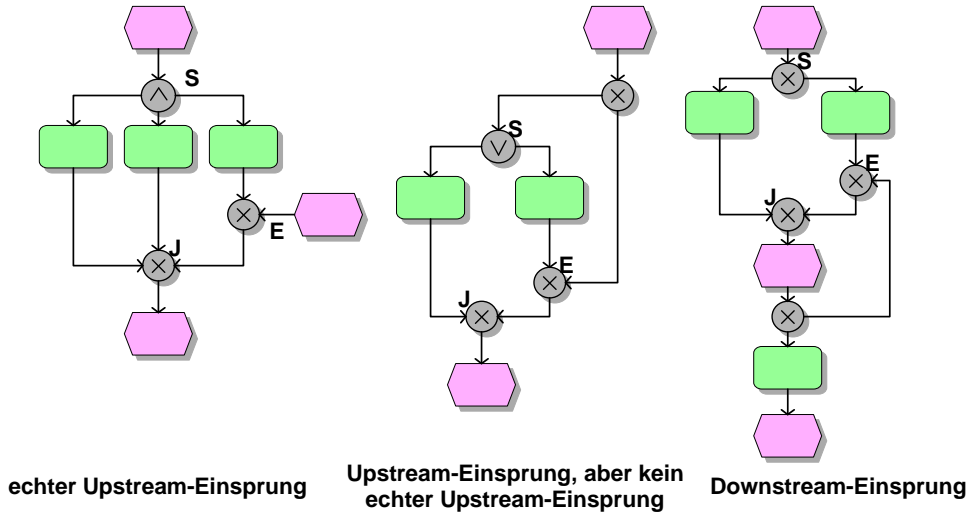 S
J
E
echter Upstream-Einsprung
S
E
J
Upstream-Einsprung, aber kein
echter Upstream-Einsprung
S
E
J
Downstream-Einsprung